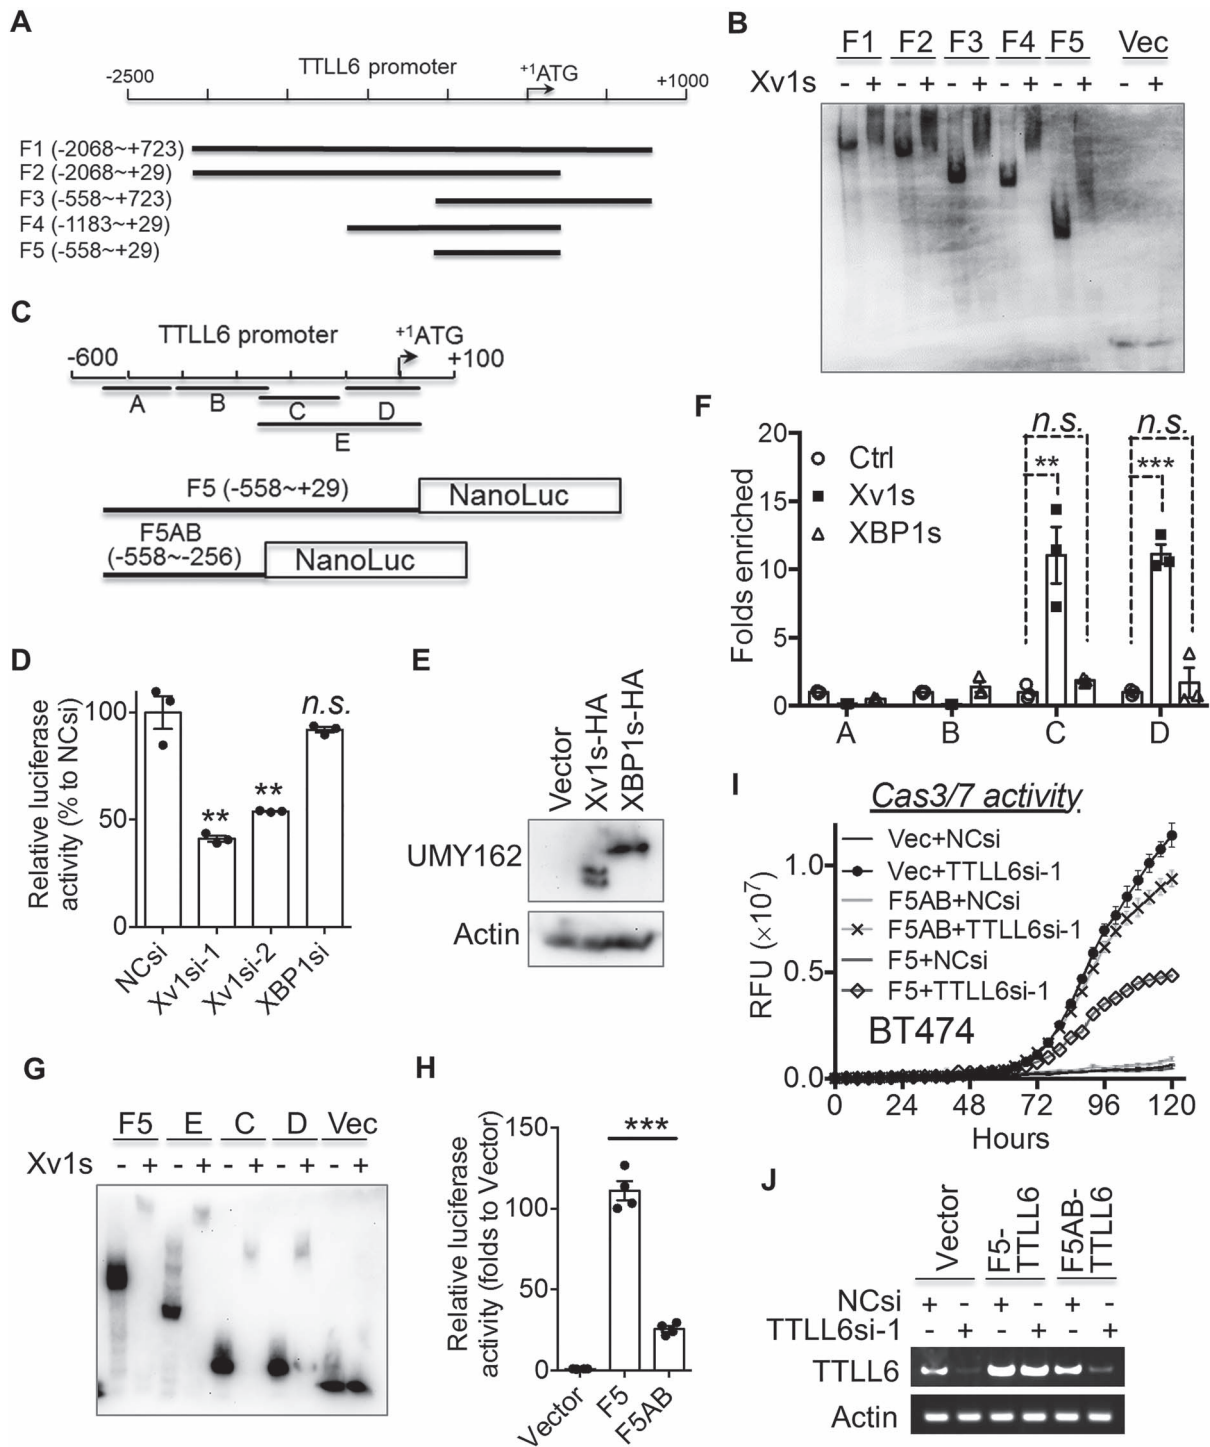 A
-2500 TTLL6 promoter +1ATG +1000
F1 (-2068~+723)
F2 (-2068~+29)
F3 (-558~+723)
F4 (-1183~+29)
F5 (-558~+29)
B
F1 F2 F3 F4 F5 Vec
Xv1s - + - + - + - + - + - +
C
TTLL6 promoter +1ATG
-600 +100
A B C D
E
F5 (-558~+29) NanoLuc
F5AB
(-558~-256) NanoLuc
D
Relative luciferase
activity (% to NCsi)
100
50
0
** ** n.s.
NCsi Xv1si-1 Xv1si-2 XBP1si
E
Vector Xv1s-HA XBP1s-HA
UMY162
Actin
F
Folds enriched
20
15
10
5
0
Ctrl
Xv1s
XBP1s
n.s. n.s.
** ***
A B C D
G
F5 E C D Vec
Xv1s - + - + - + - + - +
H
Relative luciferase
activity (folds to Vector)
150
100
50
0
***
Vector F5 F5AB
I
Cas3/7 activity
RFU (×10⁷)
1.0
0.5
0.0
Vec+NCsi
Vec+TTLL6si-1
F5AB+NCsi
F5AB+TTLL6si-1
F5+NCsi
F5+TTLL6si-1
BT474
0 24 48 72 96 120
Hours
J
Vector F5-TTLL6 F5AB-TTLL6
NCsi + - + - + -
TTLL6si-1 - + - + - +
TTLL6
Actin